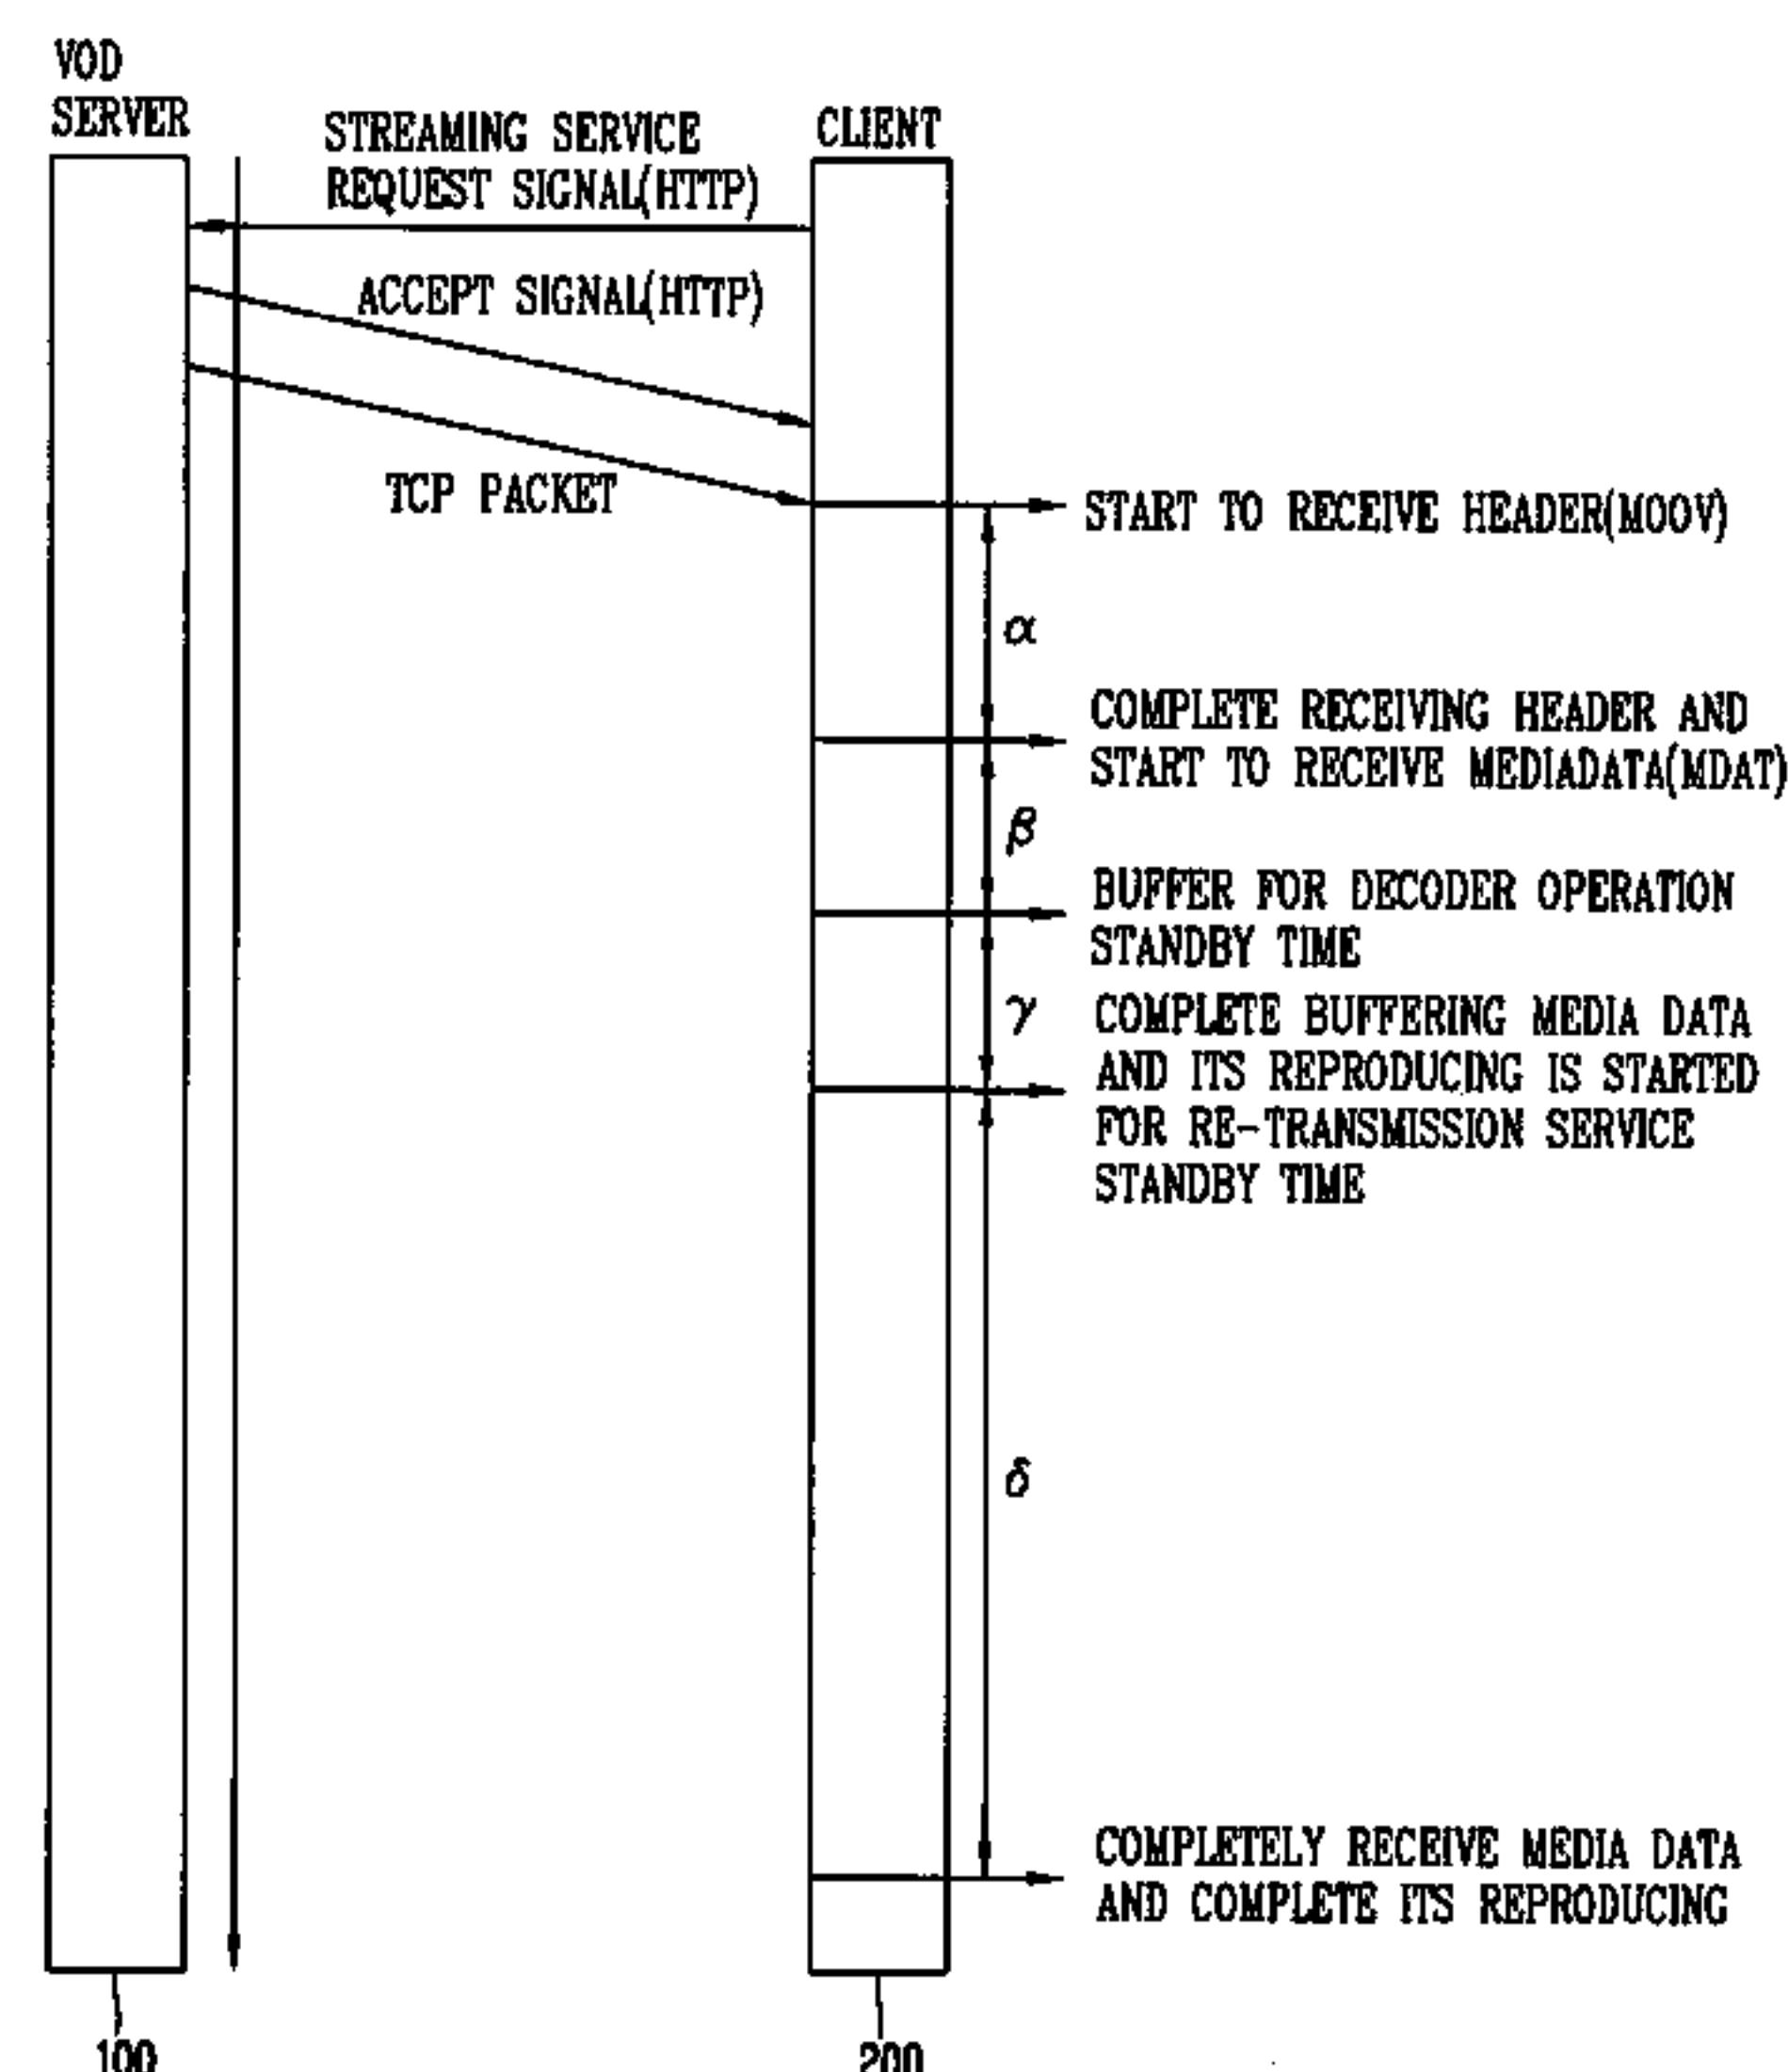 VOD
SERVER
STREAMING SERVICE
REQUEST SIGNAL(HTTP)
CLIENT
ACCEPT SIGNAL(HTTP)
TCP PACKET
START TO RECEIVE HEADER(MOOV)
α
COMPLETE RECEIVING HEADER AND
START TO RECEIVE MEDIADATA(MDAT)
β
BUFFER FOR DECODER OPERATION
STANDBY TIME
γ
COMPLETE BUFFERING MEDIA DATA
AND ITS REPRODUCING IS STARTED
FOR RE-TRANSMISSION SERVICE
STANDBY TIME
δ
COMPLETELY RECEIVE MEDIA DATA
AND COMPLETE ITS REPRODUCING
100
200